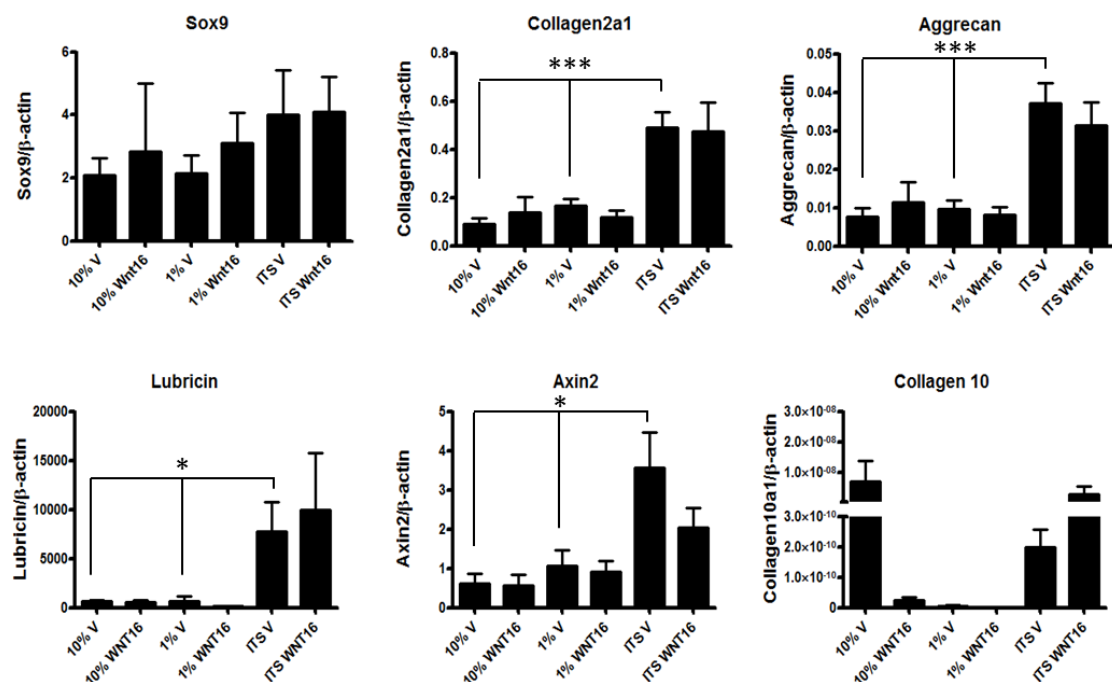 Sox9
Sox9/β-actin
6
4
2
0
10% V
10% Wnt16
1% V
1% Wnt16
ITS V
ITS Wnt16
Collagen2a1
Collagen2a1/β-actin
0.8
0.6
0.4
0.2
0.0
***
10% V
10% Wnt16
1% V
1% Wnt16
ITS V
ITS Wnt16
Aggrecan
Aggrecan/β-actin
0.05
0.04
0.03
0.02
0.01
0.00
***
10% V
10% Wnt16
1% V
1% Wnt16
ITS V
ITS Wnt16
Lubricin
Lubricin/β-actin
20000
15000
10000
5000
0
*
10% V
10% WNT16
1% V
1% WNT16
ITS V
ITS WNT16
Axin2
Axin2/β-actin
5
4
3
2
1
0
*
10% V
10% WNT16
1% V
1% WNT16
ITS V
ITS WNT16
Collagen 10
Collagen10a1/β-actin
3.0×10-08
2.0×10-08
1.0×10-08
3.0×10-10
2.0×10-10
1.0×10-10
0
10% V
10% WNT16
1% V
1% WNT16
ITS V
ITS WNT16